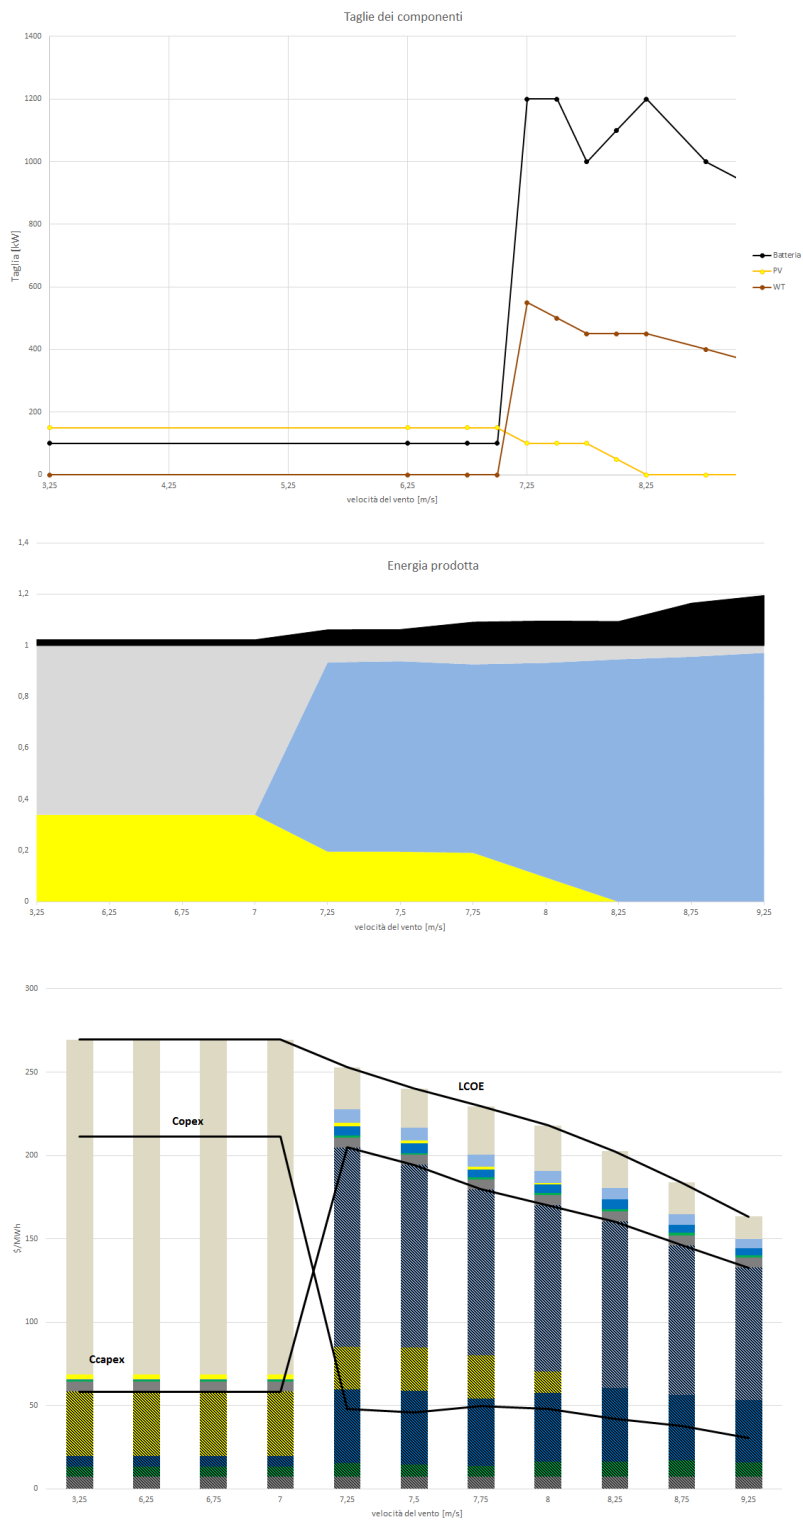 Taglie dei componenti
1400
1200
1000
800
600
400
200
0
Taglia [kW]
3,25 4,25 5,25 6,25 7,25 8,25
velocità del vento [m/s]
Batteria
PV
WT
Energia prodotta
1,4
1,2
1
0,8
0,6
0,4
0,2
0
3,25 6,25 6,75 7 7,25 7,5 7,75 8 8,25 8,75 9,25
velocità del vento [m/s]
300
250
200
150
100
50
0
$/MWh
LCOE
Copex
Ccapex
3,25 6,25 6,75 7 7,25 7,5 7,75 8 8,25 8,75 9,25
velocità del vento [m/s]